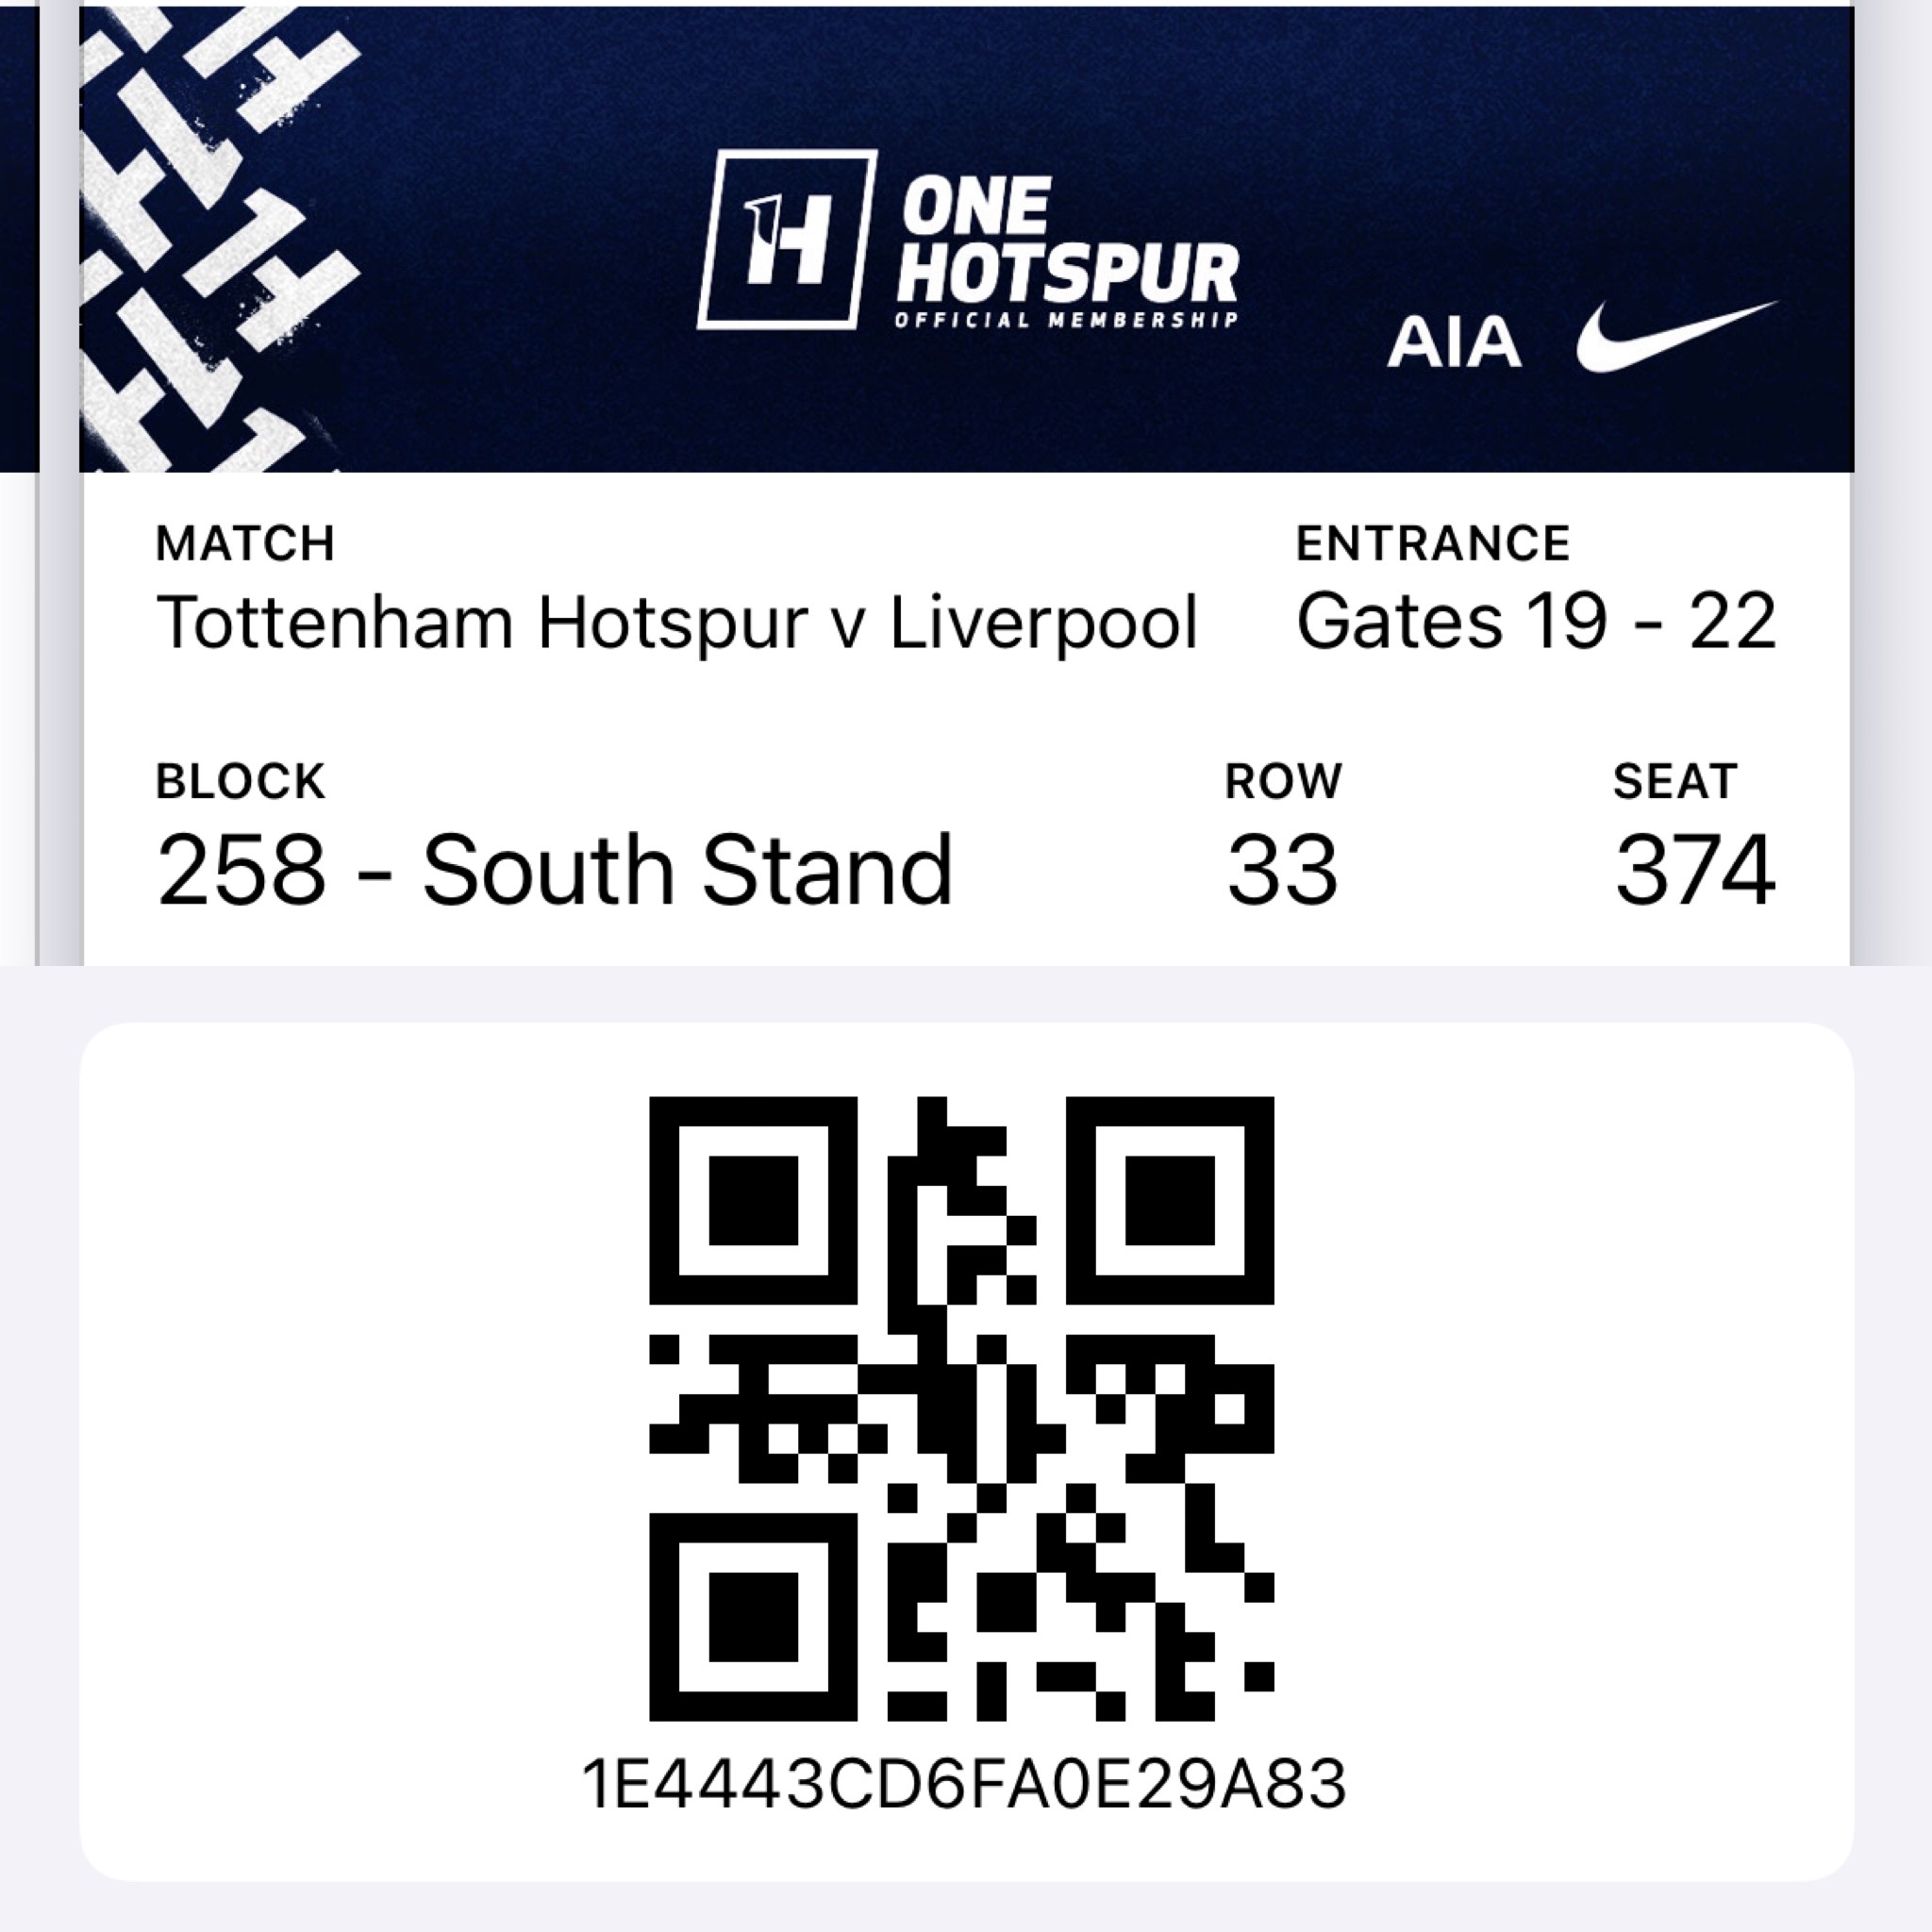 ONE
HOTSPUR
OFFICIAL MEMBERSHIP
AIA
MATCH
ENTRANCE
Tottenham Hotspur v Liverpool
Gates 19 - 22
BLOCK
ROW
SEAT
258 - South Stand
33
374
1E4443CD6FA0E29A83